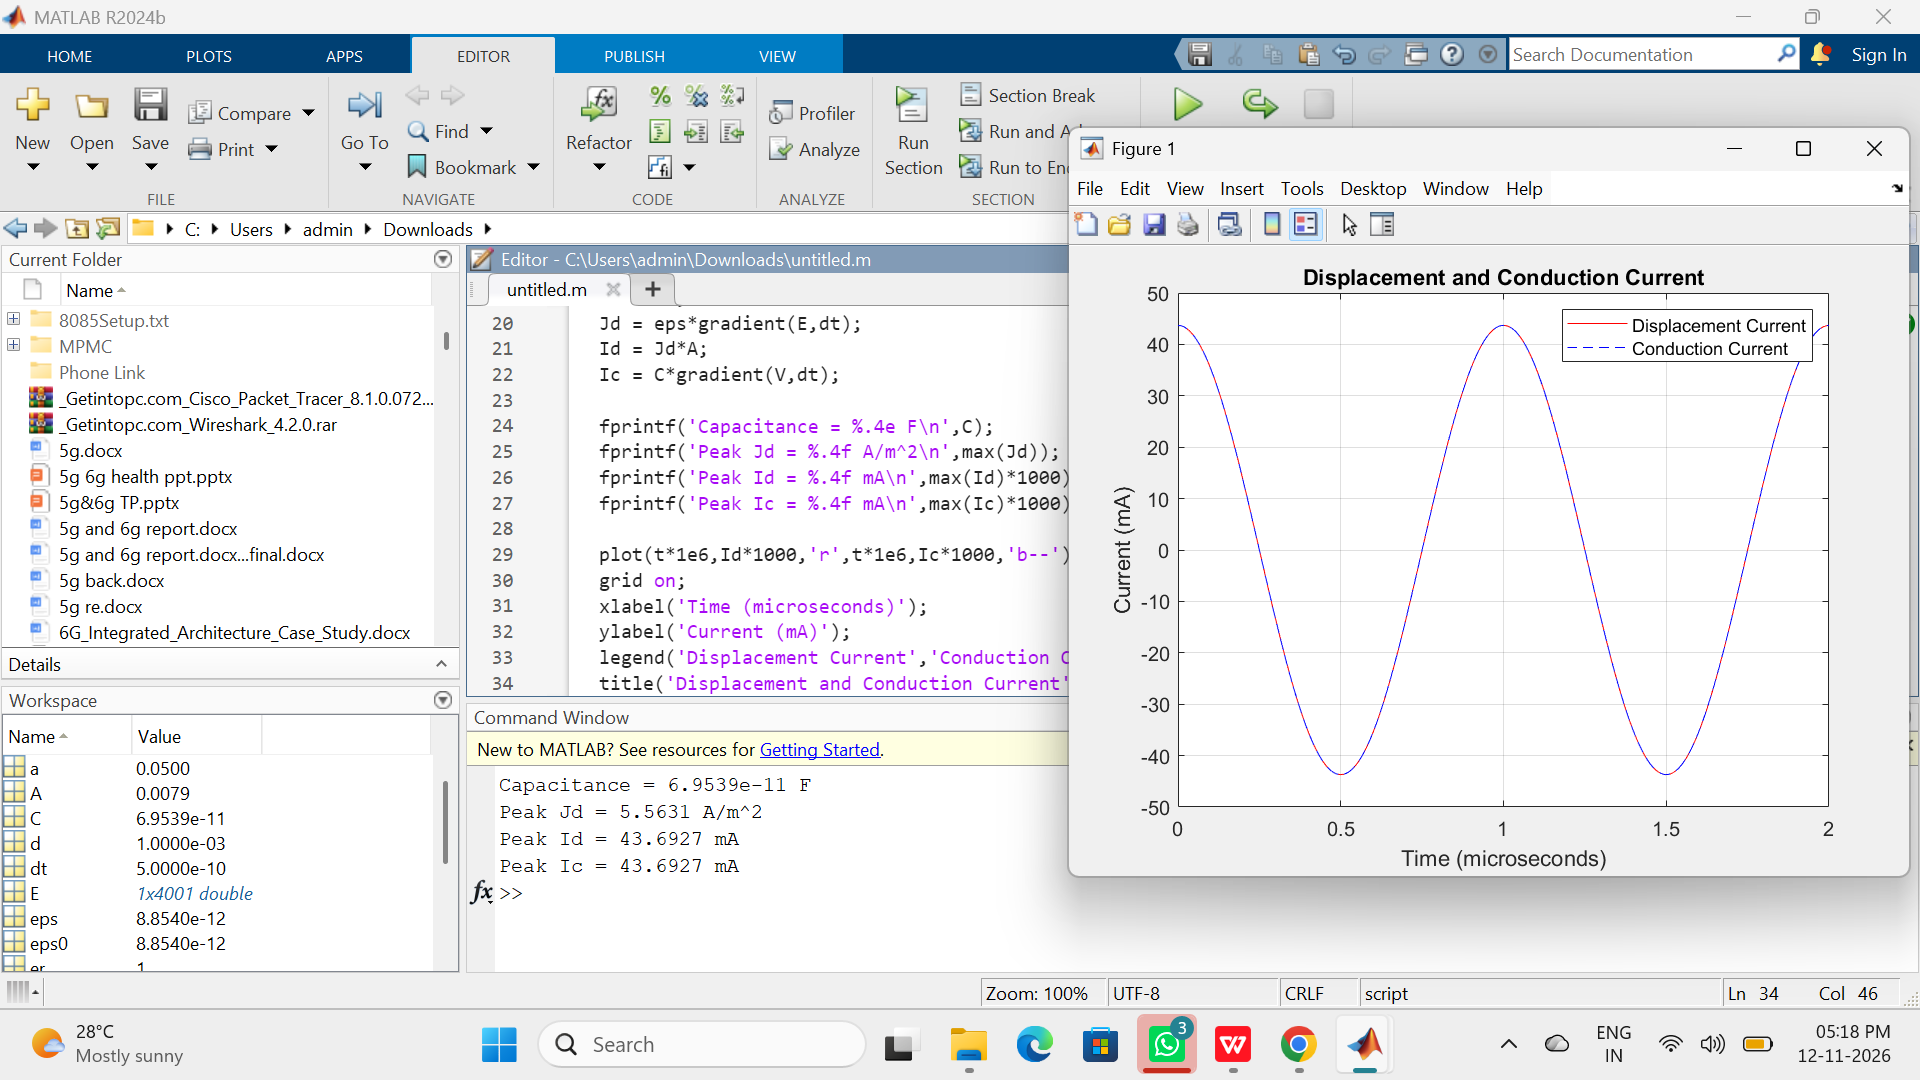 MATLAB R2024b
HOME PLOTS APPS EDITOR PUBLISH VIEW Search Documentation Sign In
New Open Save Compare Print Go To Find Bookmark Refactor Profiler Analyze Run Section Section Break Run and A Run to En
FILE NAVIGATE CODE ANALYZE SECTION
C: Users admin Downloads
Current Folder
Name
8085Setup.txt
MPMC
Phone Link
_Getintopc.com_Cisco_Packet_Tracer_8.1.0.072...
_Getintopc.com_Wireshark_4.2.0.rar
5g.docx
5g 6g health ppt.pptx
5g&6g TP.pptx
5g and 6g report.docx
5g and 6g report.docx...final.docx
5g back.docx
5g re.docx
6G_Integrated_Architecture_Case_Study.docx
Details
Workspace
Name Value
a 0.0500
A 0.0079
C 6.9539e-11
d 1.0000e-03
dt 5.0000e-10
E 1x4001 double
eps 8.8540e-12
eps0 8.8540e-12
er 1
Editor - C:\Users\admin\Downloads\untitled.m
untitled.m
20 Jd = eps*gradient(E,dt);
21 Id = Jd*A;
22 Ic = C*gradient(V,dt);
23
24 fprintf('Capacitance = %.4e F\n',C);
25 fprintf('Peak Jd = %.4f A/m^2\n',max(Jd));
26 fprintf('Peak Id = %.4f mA\n',max(Id)*1000)
27 fprintf('Peak Ic = %.4f mA\n',max(Ic)*1000)
28
29 plot(t*1e6,Id*1000,'r',t*1e6,Ic*1000,'b--')
30 grid on;
31 xlabel('Time (microseconds)');
32 ylabel('Current (mA)');
33 legend('Displacement Current','Conduction C
34 title('Displacement and Conduction Current'
Command Window
New to MATLAB? See resources for Getting Started.
Capacitance = 6.9539e-11 F
Peak Jd = 5.5631 A/m^2
Peak Id = 43.6927 mA
Peak Ic = 43.6927 mA
fx >>
Figure 1
File Edit View Insert Tools Desktop Window Help
Displacement and Conduction Current
Displacement Current
Conduction Current
50
40
30
20
10
0
-10
-20
-30
-40
-50
Current (mA)
0 0.5 1 1.5 2
Time (microseconds)
Zoom: 100% UTF-8 CRLF script Ln 34 Col 46
28°C
Mostly sunny
Search
3
ENG
IN
05:18 PM
12-11-2026